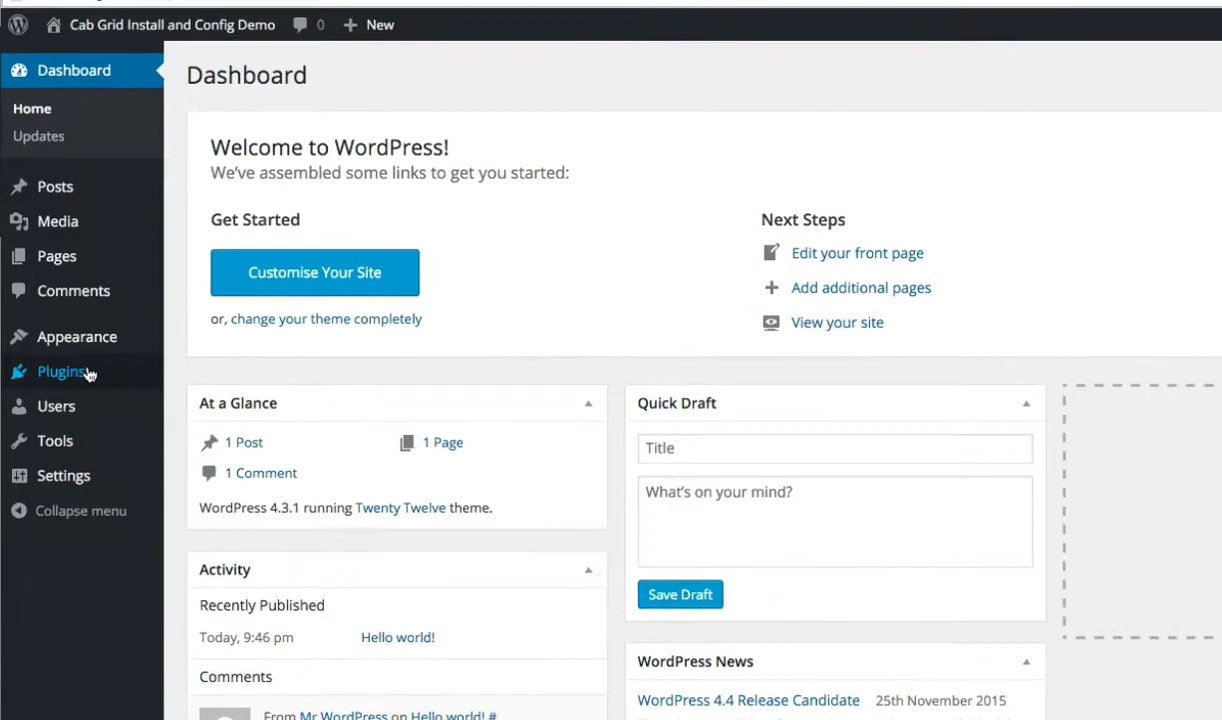 Cab Grid Install and Config Demo 0 New
Dashboard
Home
Updates
Posts
Media
Pages
Comments
Appearance
Plugins
Users
Tools
Settings
Collapse menu
Dashboard
Welcome to WordPress!
We've assembled some links to get you started:
Get Started
Customise Your Site
or, change your theme completely
Next Steps
Edit your front page
Add additional pages
View your site
At a Glance
1 Post 1 Page
1 Comment
WordPress 4.3.1 running Twenty Twelve theme.
Activity
Recently Published
Today, 9:46 pm Hello world!
Comments
From Mr WordPress on Hello world! #
Quick Draft
Title
What's on your mind?
Save Draft
WordPress News
WordPress 4.4 Release Candidate 25th November 2015